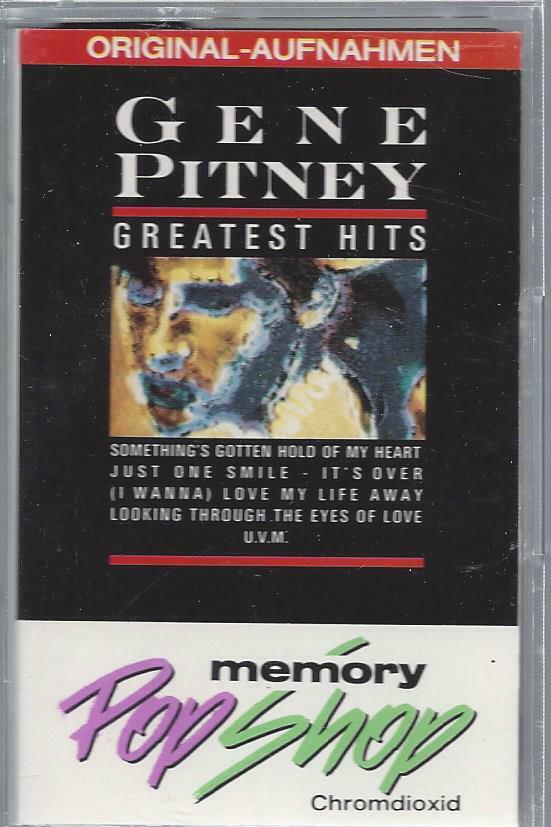 ORIGINAL-AUFNAHMEN
GENE
PITNEY
GREATEST HITS
SOMETHING'S GOTTEN HOLD OF MY HEART
JUST ONE SMILE - IT'S OVER
(I WANNA) LOVE MY LIFE AWAY
LOOKING THROUGH THE EYES OF LOVE
U.V.M.
memory
Pop Shop
Chromdioxid